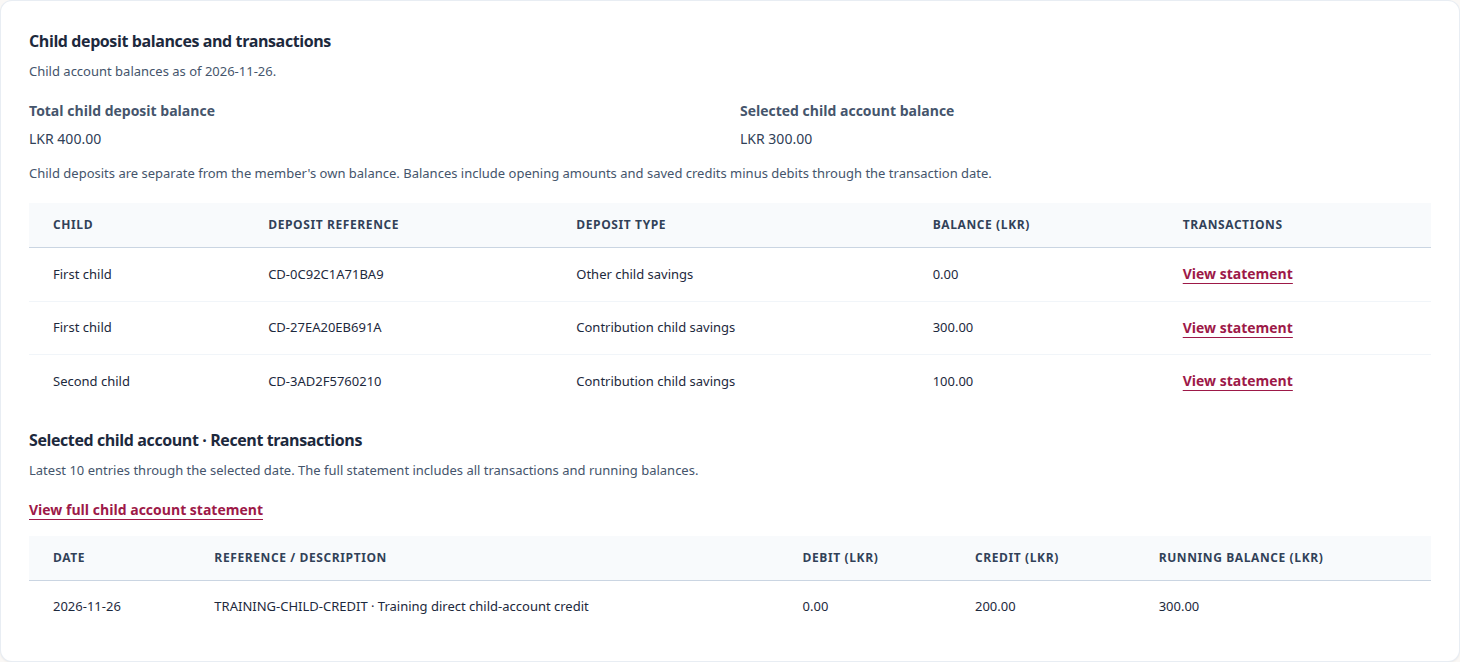 Child deposit balances and transactions
Child account balances as of 2026-11-26.
Total child deposit balance
Selected child account balance
LKR 400.00
LKR 300.00
Child deposits are separate from the member's own balance. Balances include opening amounts and saved credits minus debits through the transaction date.
CHILD DEPOSIT REFERENCE DEPOSIT TYPE BALANCE (LKR) TRANSACTIONS
First child CD-0C92C1A71BA9 Other child savings 0.00 View statement
First child CD-27EA20EB691A Contribution child savings 300.00 View statement
Second child CD-3AD2F5760210 Contribution child savings 100.00 View statement
Selected child account · Recent transactions
Latest 10 entries through the selected date. The full statement includes all transactions and running balances.
View full child account statement
DATE REFERENCE / DESCRIPTION DEBIT (LKR) CREDIT (LKR) RUNNING BALANCE (LKR)
2026-11-26 TRAINING-CHILD-CREDIT · Training direct child-account credit 0.00 200.00 300.00